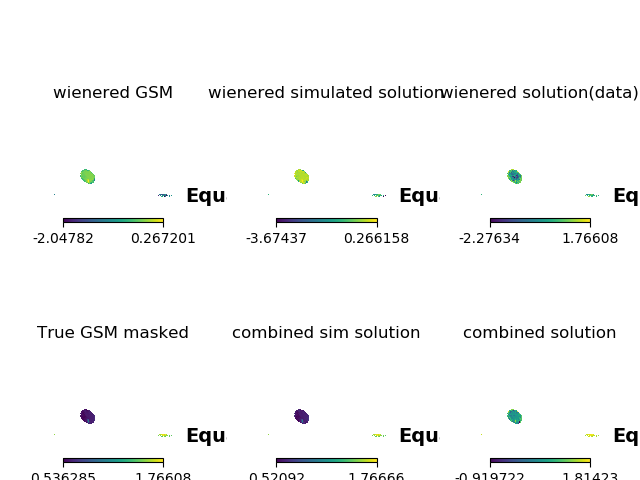 wienered GSM wienered simulated solution wienered solution(data)
Equ Equ Eq
-2.04782 0.267201 -3.67437 0.266158 -2.27634 1.76608
True GSM masked combined sim solution combined solution
Equ Equ Eq
0.536285 1.76608 0.52092 1.76666 -0.919722 1.81423